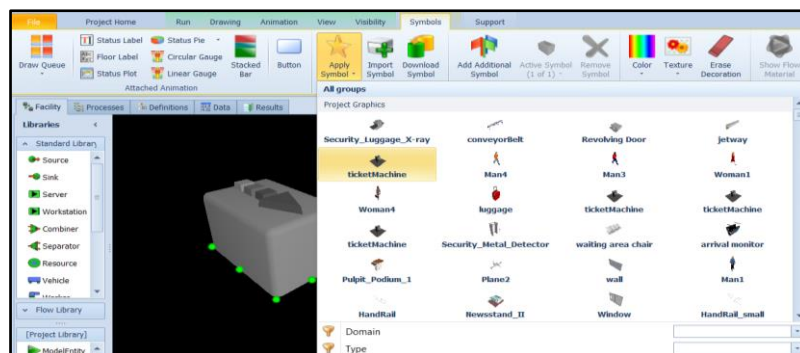 File Project Home Run Drawing Animation View Visibility Symbols Support
Status Label Status Pie
Floor Label Circular Gauge
Status Plot Linear Gauge
Draw Queue Stacked Bar Button
Apply Symbol Import Symbol Download Symbol
Add Additional Symbol Active Symbol (1 of 1) Remove Symbol
Color Texture Erase Decoration Show Flow Material
Attached Animation
All groups
Facility Processes Definitions Data Results
Project Graphics
Libraries
Standard Library
Source
Sink
Server
Workstation
Combiner
Separator
Resource
Vehicle
Flow Library
[Project Library]
ModelEntity
Security_Luggage_X-ray conveyorBelt Revolving Door jetway
ticketMachine Man4 Man3 Woman1
Woman4 luggage ticketMachine ticketMachine
ticketMachine Security_Metal_Detector waiting area chair arrival monitor
Pulpit_Podium_1 Plane2 wall Man1
HandRail Newsstand_II Window HandRail_small
Domain
Type